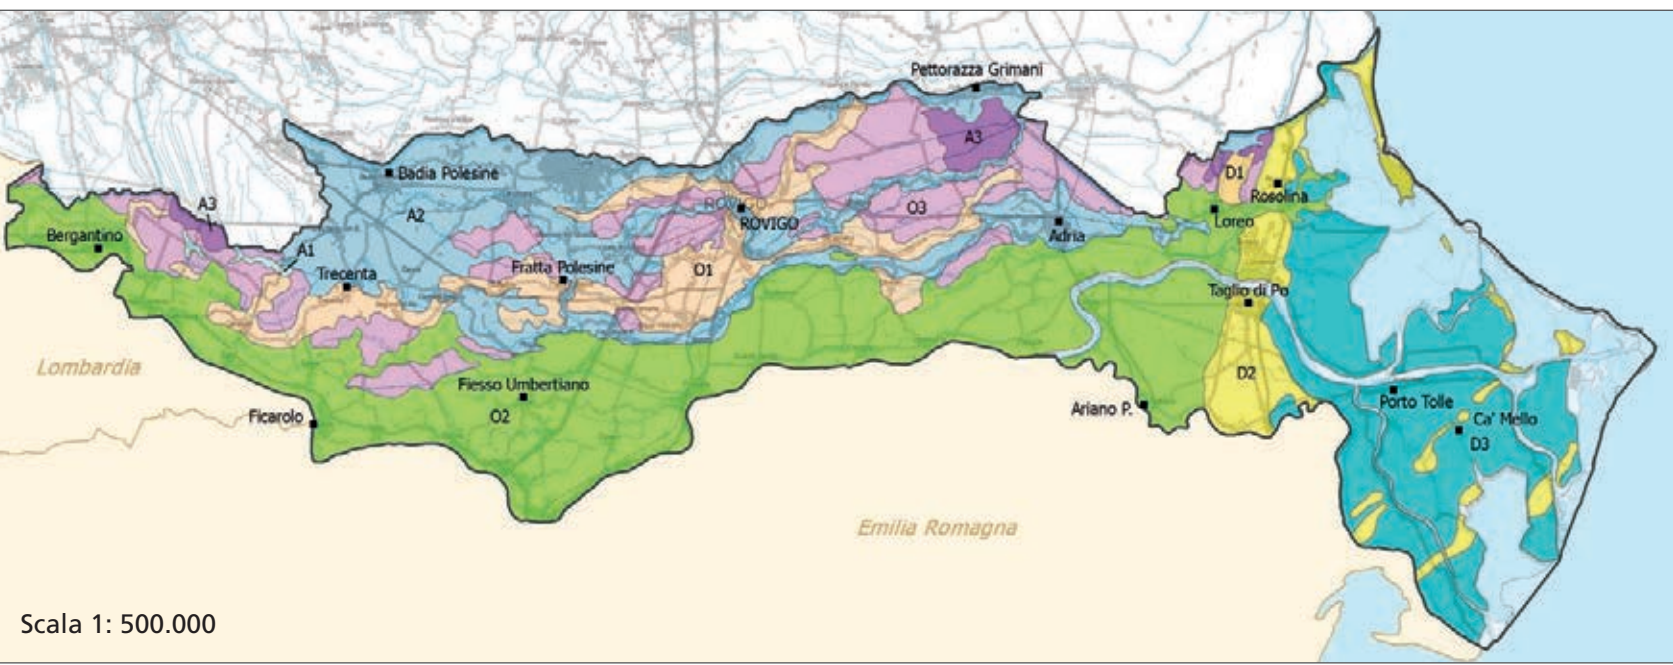 Pettorazza Grimani
A3
Badia Polesine
D1
Rosolina
A3
A2
ROVIGO
O3
ROVIGO
Loreo
Bergantino
Adria
A1
Trecenta
Fratta Polesine
O1
Taglio di Po
Lombardia
Fiesso Umbertiano
D2
Ficarolo
O2
Ariano P.
Porto Tolle
Ca' Mello
D3
Emilia Romagna
Scala 1: 500.000